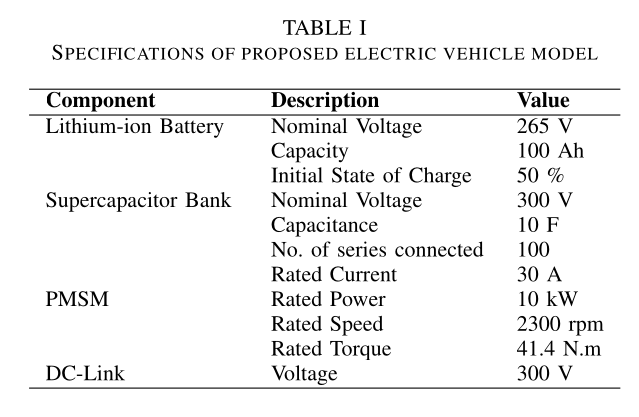 TABLE I
SPECIFICATIONS OF PROPOSED ELECTRIC VEHICLE MODEL
Component Description Value
Lithium-ion Battery Nominal Voltage 265 V
Capacity 100 Ah
Initial State of Charge 50 %
Supercapacitor Bank Nominal Voltage 300 V
Capacitance 10 F
No. of series connected 100
Rated Current 30 A
PMSM Rated Power 10 kW
Rated Speed 2300 rpm
Rated Torque 41.4 N.m
DC-Link Voltage 300 V